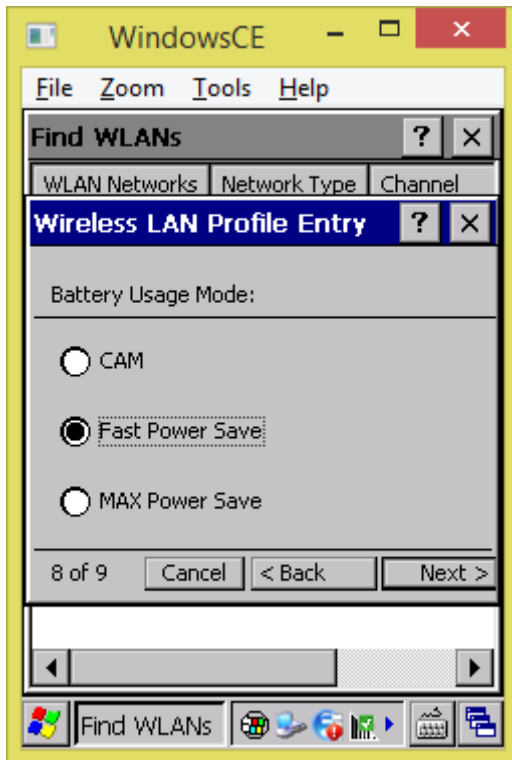 WindowsCE
File Zoom Tools Help
Find WLANs ? ×
WLAN Networks Network Type Channel
Wireless LAN Profile Entry ? ×
Battery Usage Mode:
CAM
Fast Power Save
MAX Power Save
8 of 9 Cancel < Back Next >
Find WLANs